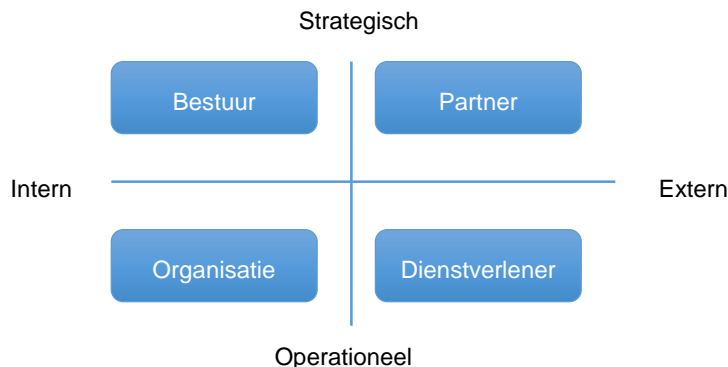 Strategisch
Bestuur
Partner
Intern
Extern
Organisatie
Dienstverlener
Operationeel